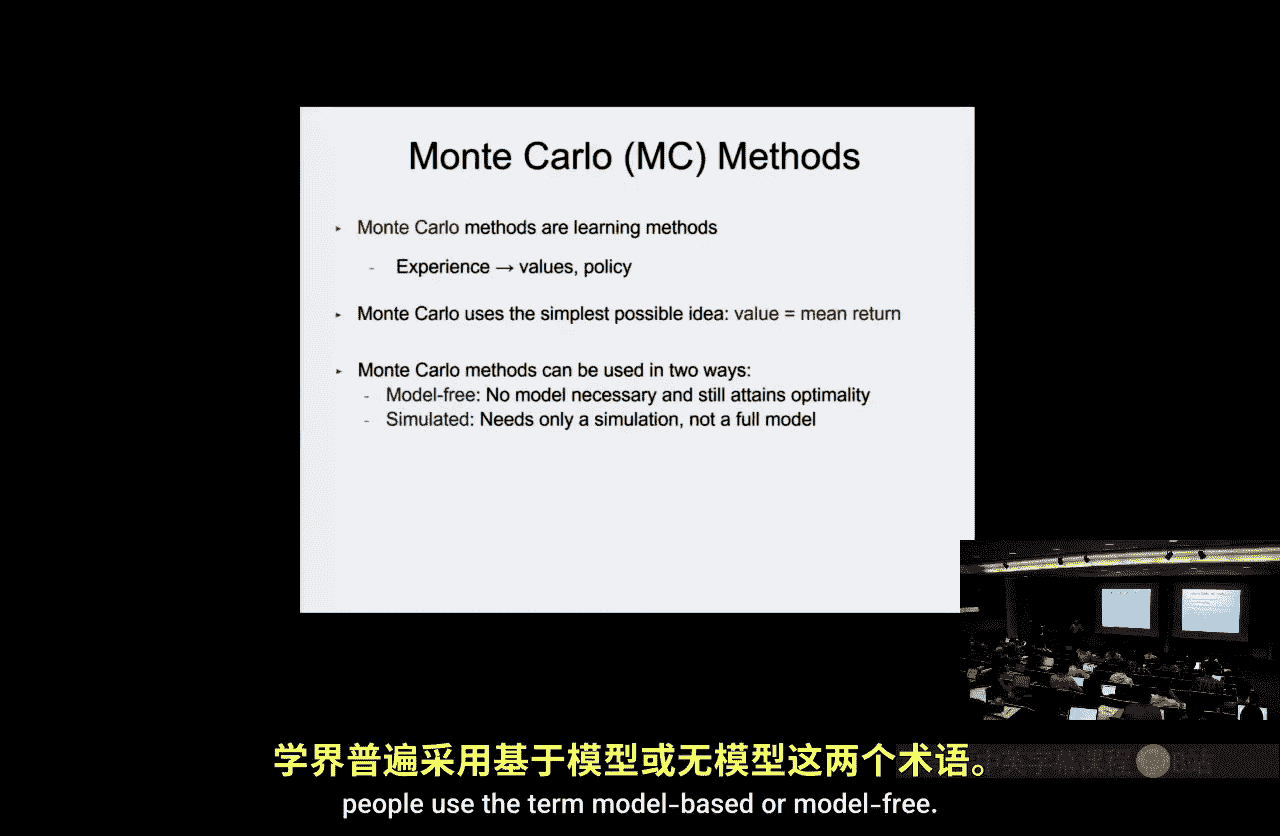 Monte Carlo (MC) Methods
‣ Monte Carlo methods are learning methods
- Experience → values, policy
‣ Monte Carlo uses the simplest possible idea: value = mean return
‣ Monte Carlo methods can be used in two ways:
- Model-free: No model necessary and still attains optimality
- Simulated: Needs only a simulation, not a full model
学界普遍采用基于模型或无模型这两个术语。
people use the term model-based or model-free.